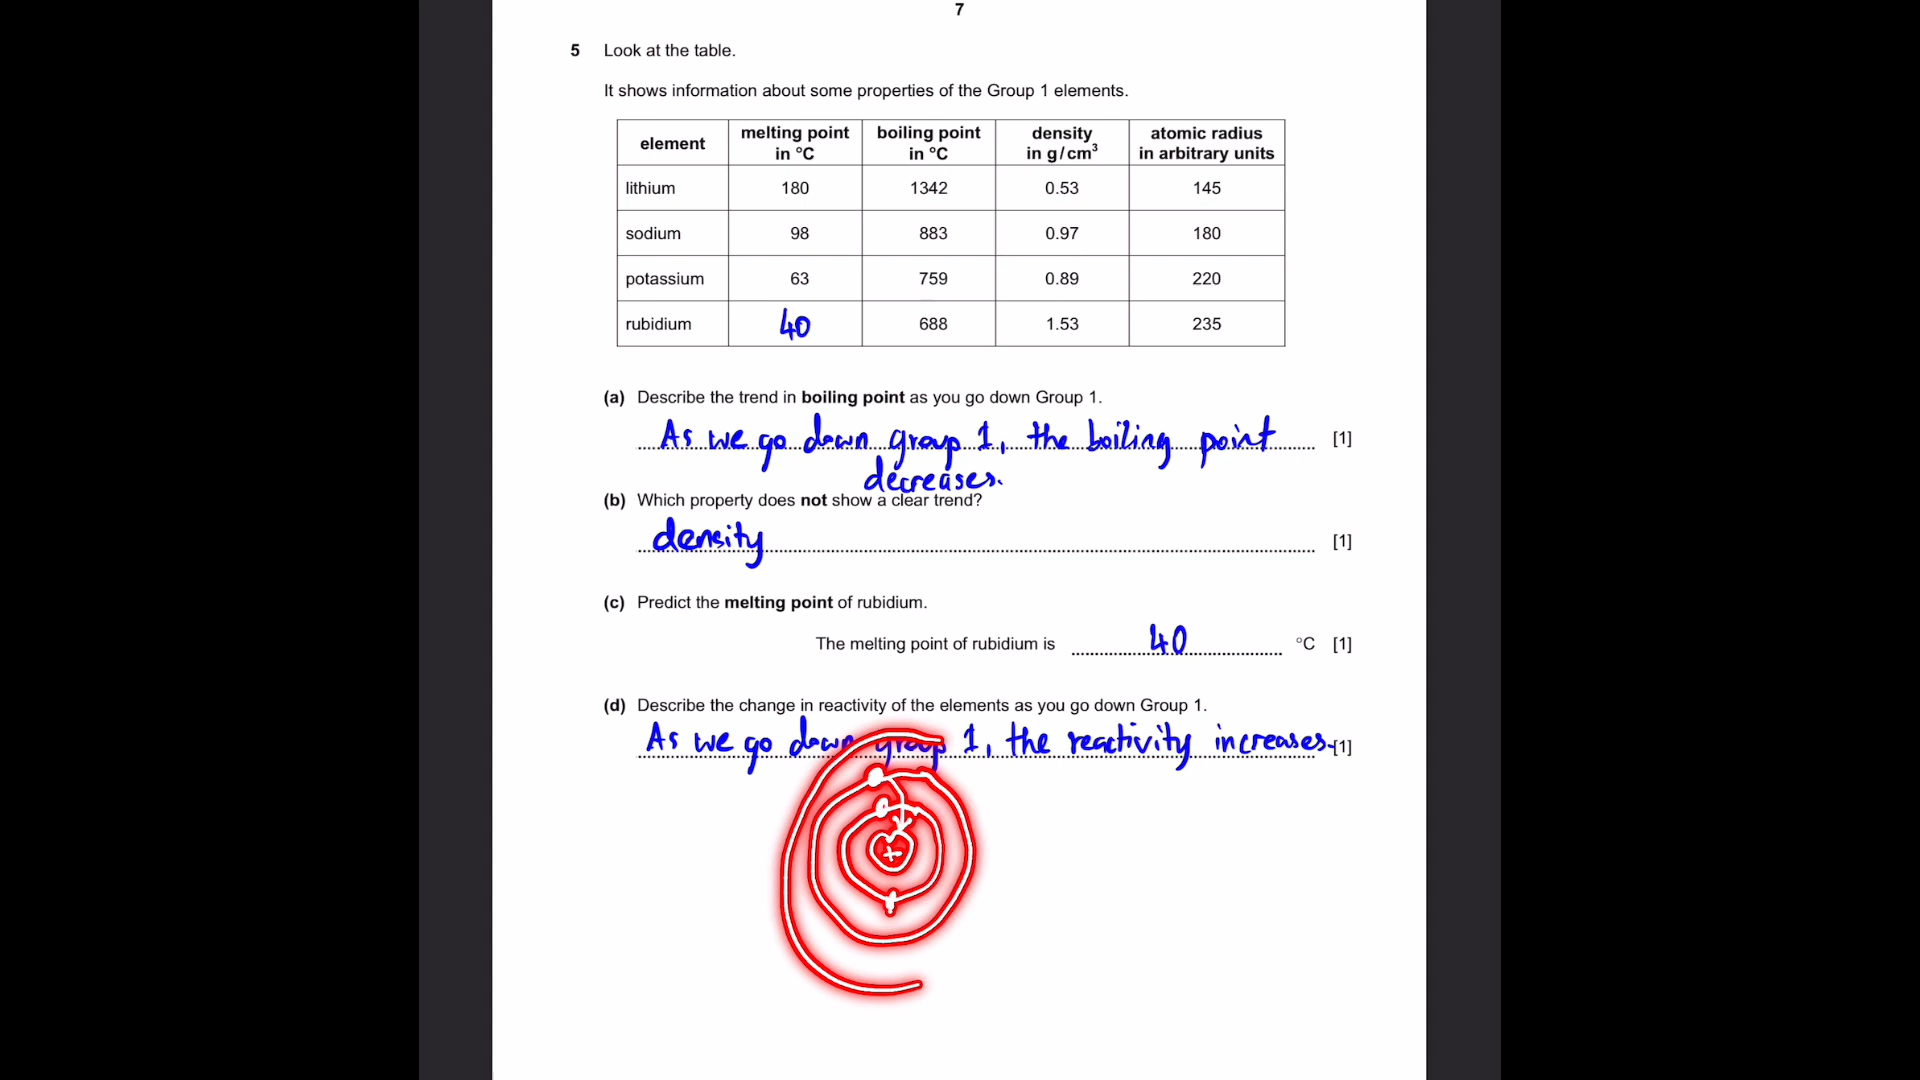 7
5 Look at the table.
It shows information about some properties of the Group 1 elements.
element melting point in °C boiling point in °C density in g/cm³ atomic radius in arbitrary units
lithium 180 1342 0.53 145
sodium 98 883 0.97 180
potassium 63 759 0.89 220
rubidium 40 688 1.53 235
(a) Describe the trend in boiling point as you go down Group 1.
As we go down group 1, the boiling point [1]
decreases.
(b) Which property does not show a clear trend?
density [1]
(c) Predict the melting point of rubidium.
The melting point of rubidium is 40 °C [1]
(d) Describe the change in reactivity of the elements as you go down Group 1.
As we go down group 1, the reactivity increases. [1]
+